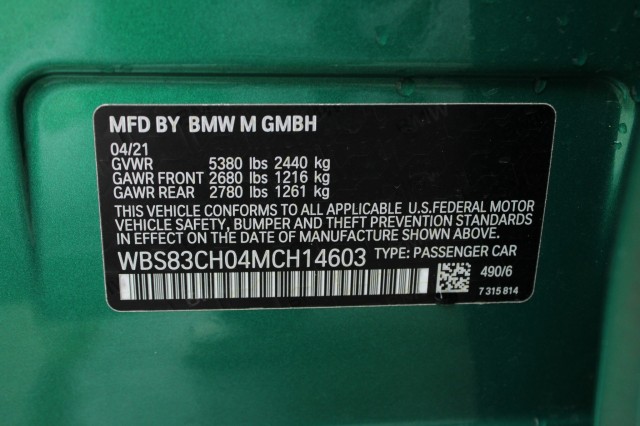 MFD BY BMW M GMBH
04/21
GVWR 5380 lbs 2440 kg
GAWR FRONT 2680 lbs 1216 kg
GAWR REAR 2780 lbs 1261 kg
THIS VEHICLE CONFORMS TO ALL APPLICABLE U.S.FEDERAL MOTOR
VEHICLE SAFETY, BUMPER AND THEFT PREVENTION STANDARDS
IN EFFECT ON THE DATE OF MANUFACTURE SHOWN ABOVE.
WBS83CH04MCH14603 TYPE: PASSENGER CAR
490/6
7 315 814